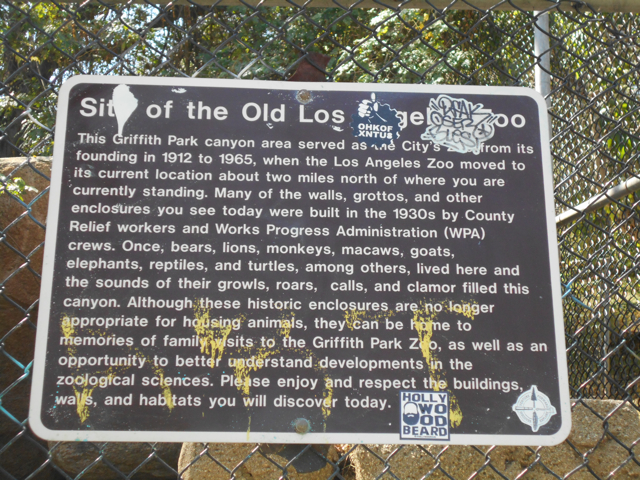 Sit of the Old Los gel oo
This Griffith Park canyon area served as the City's from its
founding in 1912 to 1965, when the Los Angeles Zoo moved to
its current location about two miles north of where you are
currently standing. Many of the walls, grottos, and other
enclosures you see today were built in the 1930s by County
Relief workers and Works Progress Administration (WPA)
crews. Once, bears, lions, monkeys, macaws, goats,
elephants, reptiles, and turtles, among others, lived here and
the sounds of their growls, roars, calls, and clamor filled this
canyon. Although these historic enclosures are no longer
appropriate for housing animals, they can be home to
memories of family visits to the Griffith Park Zoo, as well as an
opportunity to better understand developments in the
zoological sciences. Please enjoy and respect the buildings,
walls, and habitats you will discover today.
OHKOF
XNTUB
HOLLY
WO
OD
BEARD